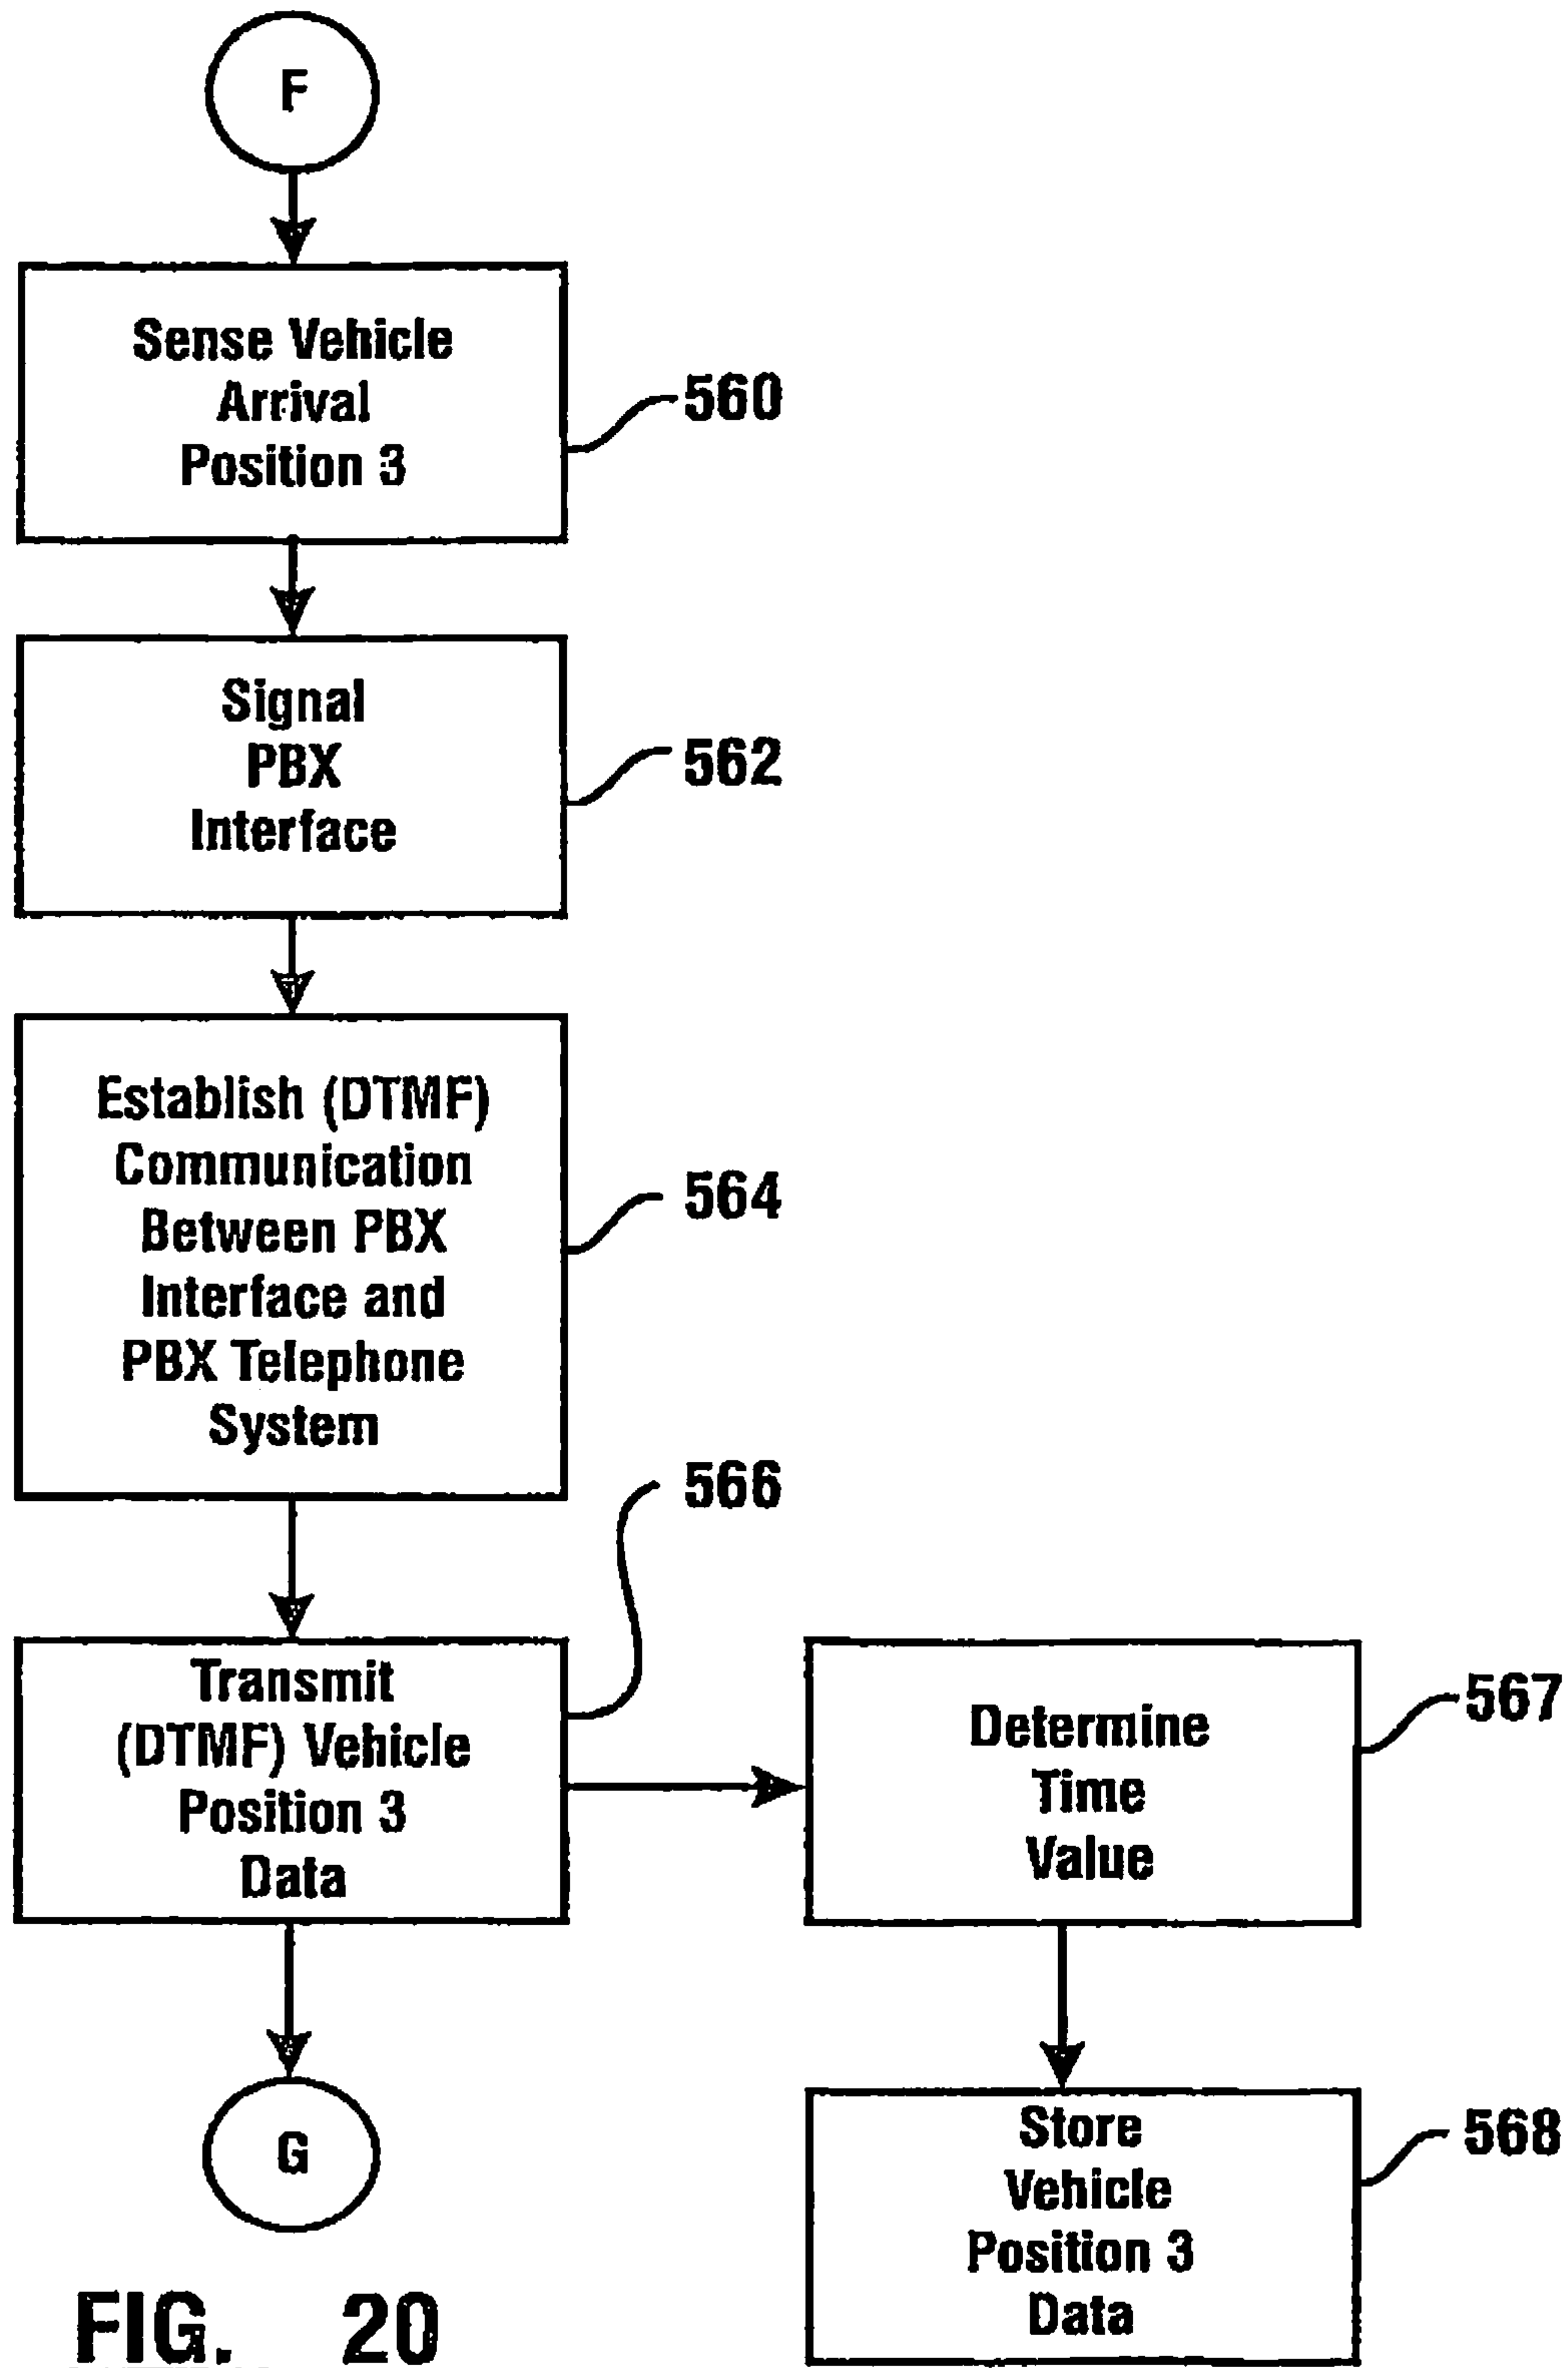 F
Sense Vehicle
Arrival
Position 3
560
Signal
PBX
Interface
562
Establish (DTMF)
Communication
Between PBX
Interface and
PBX Telephone
System
564
566
Transmit
(DTMF) Vehicle
Position 3
Data
567
Determine
Time
Value
G
568
Store
Vehicle
Position 3
Data
FIG. 20